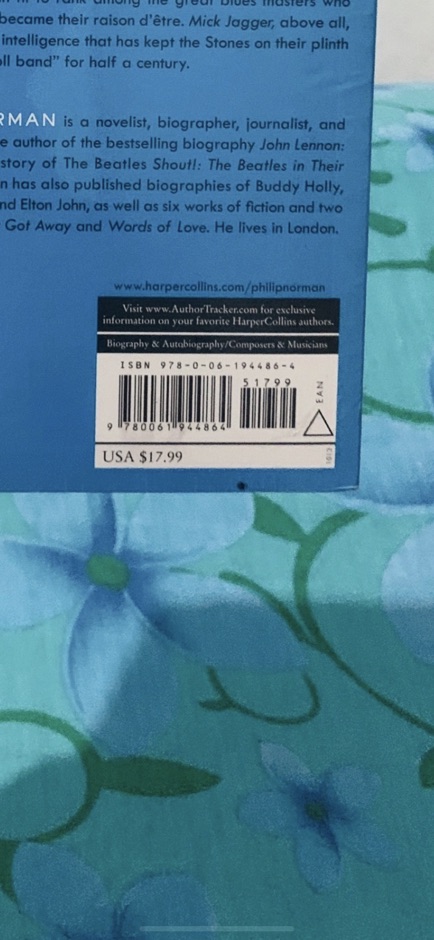 became their raison d'être. Mick Jagger, above all,
intelligence that has kept the Stones on their plinth
oll band" for half a century.
RMAN is a novelist, biographer, journalist, and
e author of the bestselling biography John Lennon:
story of The Beatles Shout!: The Beatles in Their
n has also published biographies of Buddy Holly,
nd Elton John, as well as six works of fiction and two
Got Away and Words of Love. He lives in London.
www.harpercollins.com/philipnorman
Visit www.AuthorTracker.com for exclusive
information on your favorite HarperCollins authors.
Biography & Autobiography/Composers & Musicians
ISBN 978-0-06-194486-4
51799
EAN
9 780061 944864
USA $17.99